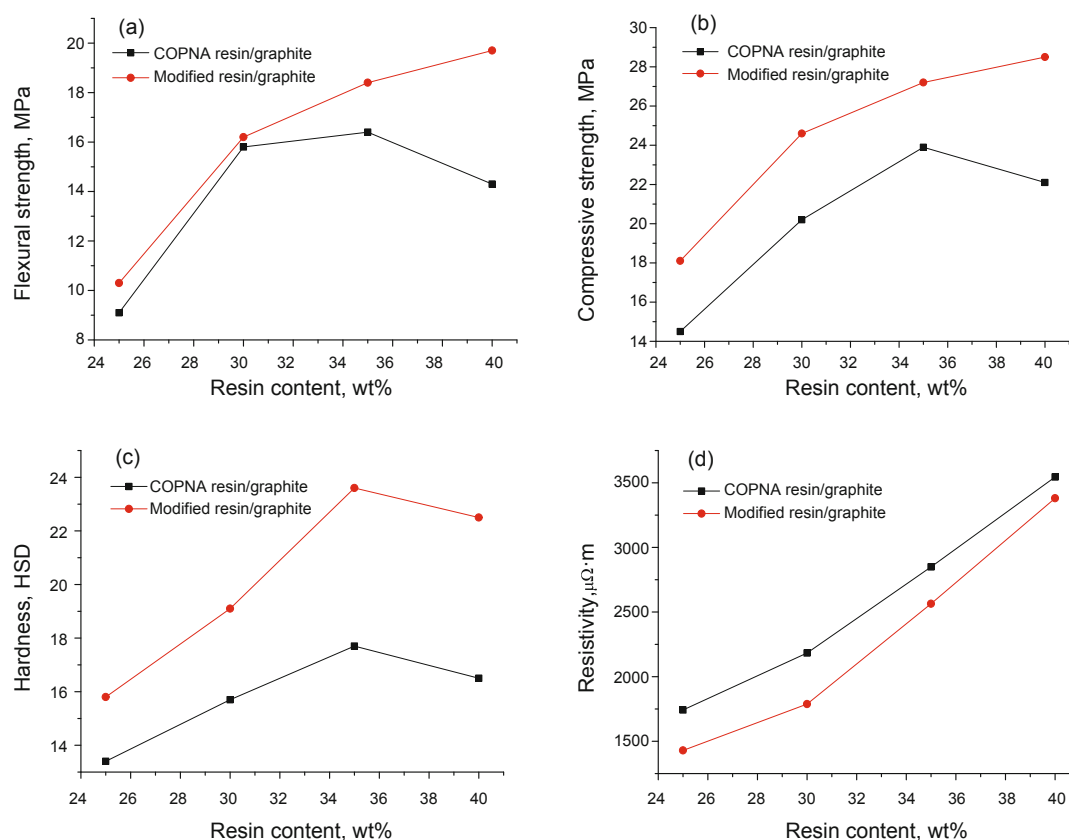 (a)
COPNA resin/graphite
Modified resin/graphite
20
18
16
14
12
10
8
Flexural strength, MPa
24 26 28 30 32 34 36 38 40
Resin content, wt%
(b)
COPNA resin/graphite
Modified resin/graphite
30
28
26
24
22
20
18
16
14
Compressive strength, MPa
24 26 28 30 32 34 36 38 40
Resin content, wt%
(c)
COPNA resin/graphite
Modified resin/graphite
24
22
20
18
16
14
Hardness, HSD
24 26 28 30 32 34 36 38 40
Resin content, wt%
(d)
COPNA resin/graphite
Modified resin/graphite
3500
3000
2500
2000
1500
Resistivity,μΩ·m
24 26 28 30 32 34 36 38 40
Resin content, wt%